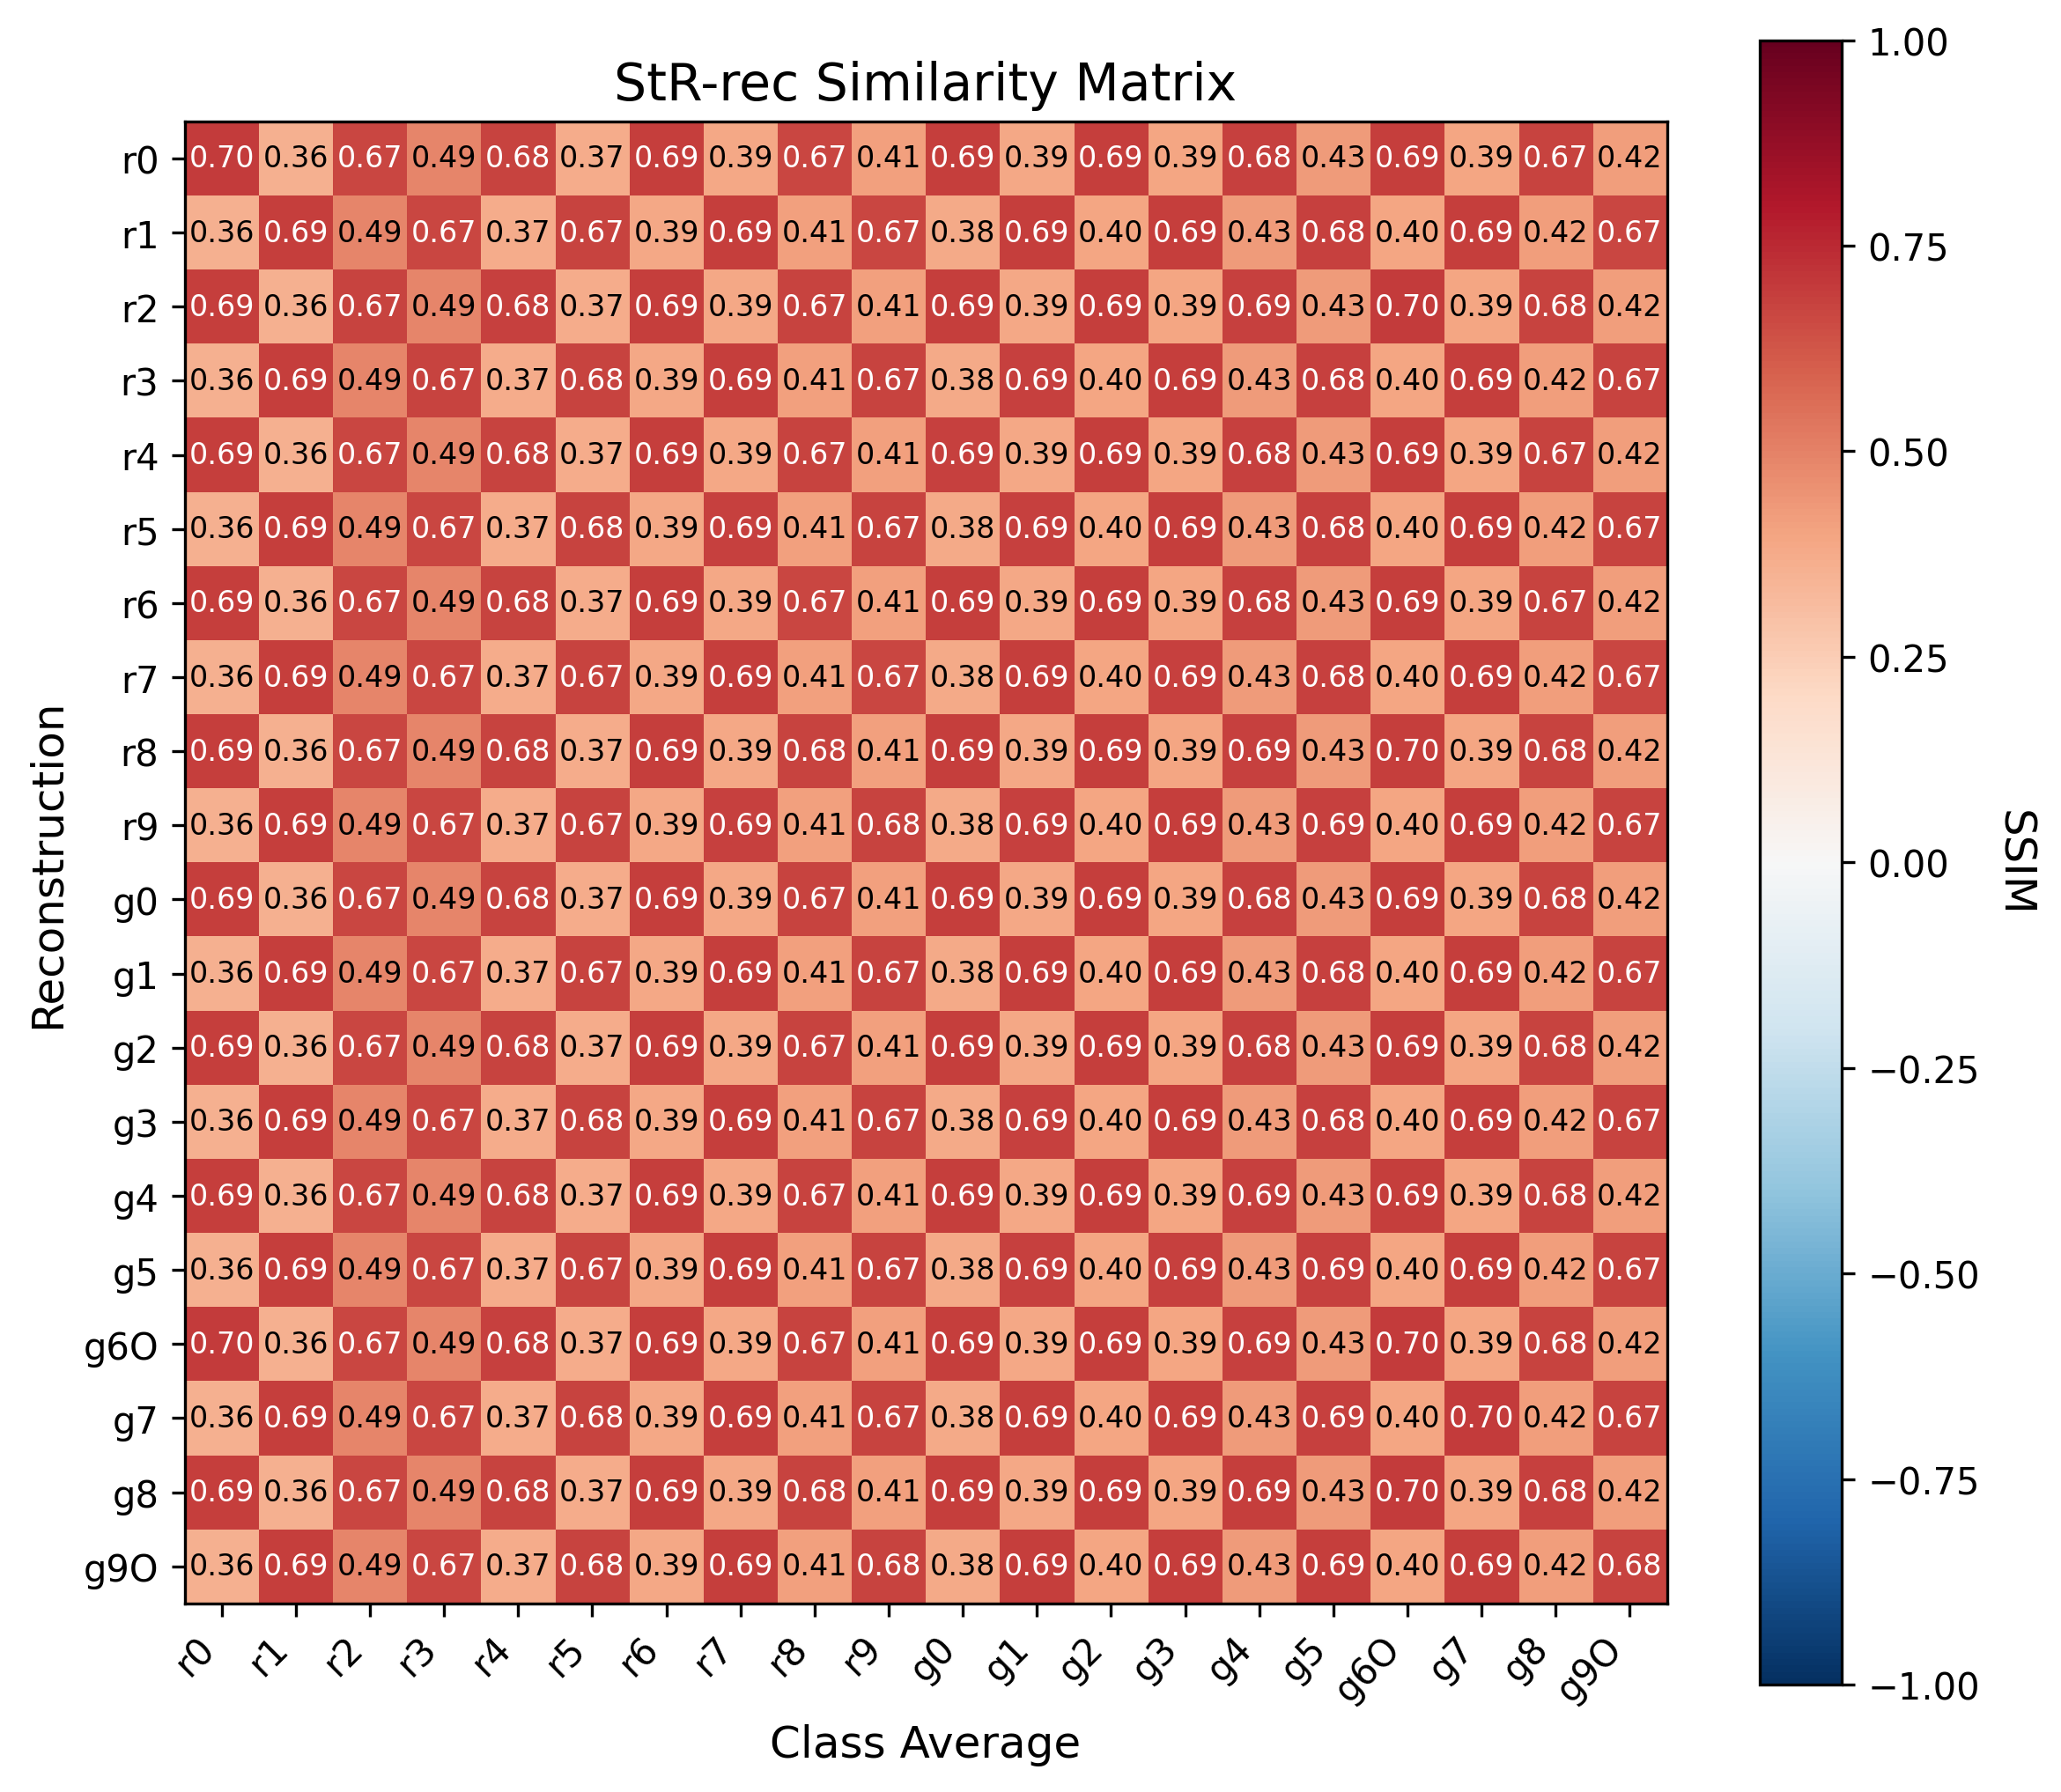 StR-rec Similarity Matrix
r0 0.70 0.36 0.67 0.49 0.68 0.37 0.69 0.39 0.67 0.41 0.69 0.39 0.69 0.39 0.68 0.43 0.69 0.39 0.67 0.42
r1 0.36 0.69 0.49 0.67 0.37 0.67 0.39 0.69 0.41 0.67 0.38 0.69 0.40 0.69 0.43 0.68 0.40 0.69 0.42 0.67
r2 0.69 0.36 0.67 0.49 0.68 0.37 0.69 0.39 0.67 0.41 0.69 0.39 0.69 0.39 0.69 0.43 0.70 0.39 0.68 0.42
r3 0.36 0.69 0.49 0.67 0.37 0.68 0.39 0.69 0.41 0.67 0.38 0.69 0.40 0.69 0.43 0.68 0.40 0.69 0.42 0.67
r4 0.69 0.36 0.67 0.49 0.68 0.37 0.69 0.39 0.67 0.41 0.69 0.39 0.69 0.39 0.68 0.43 0.69 0.39 0.67 0.42
r5 0.36 0.69 0.49 0.67 0.37 0.68 0.39 0.69 0.41 0.67 0.38 0.69 0.40 0.69 0.43 0.68 0.40 0.69 0.42 0.67
r6 0.69 0.36 0.67 0.49 0.68 0.37 0.69 0.39 0.67 0.41 0.69 0.39 0.69 0.39 0.68 0.43 0.69 0.39 0.67 0.42
r7 0.36 0.69 0.49 0.67 0.37 0.67 0.39 0.69 0.41 0.67 0.38 0.69 0.40 0.69 0.43 0.68 0.40 0.69 0.42 0.67
r8 0.69 0.36 0.67 0.49 0.68 0.37 0.69 0.39 0.68 0.41 0.69 0.39 0.69 0.39 0.69 0.43 0.70 0.39 0.68 0.42
r9 0.36 0.69 0.49 0.67 0.37 0.67 0.39 0.69 0.41 0.68 0.38 0.69 0.40 0.69 0.43 0.69 0.40 0.69 0.42 0.67
g0 0.69 0.36 0.67 0.49 0.68 0.37 0.69 0.39 0.67 0.41 0.69 0.39 0.69 0.39 0.68 0.43 0.69 0.39 0.68 0.42
g1 0.36 0.69 0.49 0.67 0.37 0.67 0.39 0.69 0.41 0.67 0.38 0.69 0.40 0.69 0.43 0.68 0.40 0.69 0.42 0.67
g2 0.69 0.36 0.67 0.49 0.68 0.37 0.69 0.39 0.67 0.41 0.69 0.39 0.69 0.39 0.68 0.43 0.69 0.39 0.68 0.42
g3 0.36 0.69 0.49 0.67 0.37 0.68 0.39 0.69 0.41 0.67 0.38 0.69 0.40 0.69 0.43 0.68 0.40 0.69 0.42 0.67
g4 0.69 0.36 0.67 0.49 0.68 0.37 0.69 0.39 0.67 0.41 0.69 0.39 0.69 0.39 0.69 0.43 0.69 0.39 0.68 0.42
g5 0.36 0.69 0.49 0.67 0.37 0.67 0.39 0.69 0.41 0.67 0.38 0.69 0.40 0.69 0.43 0.69 0.40 0.69 0.42 0.67
g6O 0.70 0.36 0.67 0.49 0.68 0.37 0.69 0.39 0.67 0.41 0.69 0.39 0.69 0.39 0.69 0.43 0.70 0.39 0.68 0.42
g7 0.36 0.69 0.49 0.67 0.37 0.68 0.39 0.69 0.41 0.67 0.38 0.69 0.40 0.69 0.43 0.69 0.40 0.70 0.42 0.67
g8 0.69 0.36 0.67 0.49 0.68 0.37 0.69 0.39 0.68 0.41 0.69 0.39 0.69 0.39 0.69 0.43 0.70 0.39 0.68 0.42
g9O 0.36 0.69 0.49 0.67 0.37 0.68 0.39 0.69 0.41 0.68 0.38 0.69 0.40 0.69 0.43 0.69 0.40 0.69 0.42 0.68
r0 r1 r2 r3 r4 r5 r6 r7 r8 r9 g0 g1 g2 g3 g4 g5 g6O g7 g8 g9O
Class Average
Reconstruction
1.00
0.75
0.50
0.25
0.00
−0.25
−0.50
−0.75
−1.00
SSIM